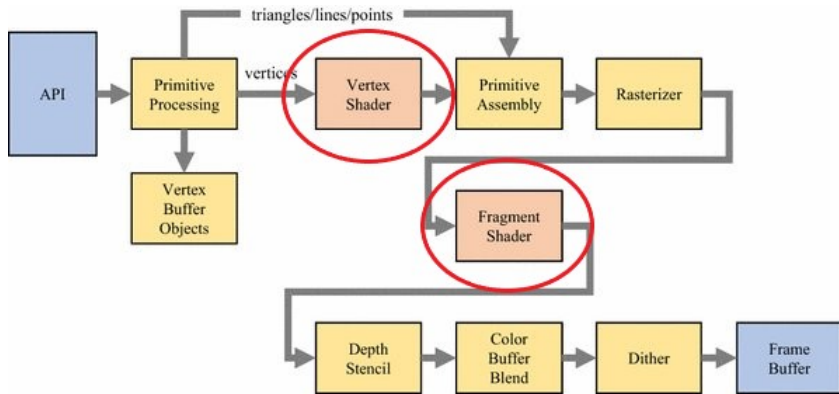 triangles/lines/points
API
Primitive
Processing
vertices
Vertex
Shader
Primitive
Assembly
Rasterizer
Vertex
Buffer
Objects
Fragment
Shader
Depth
Stencil
Color
Buffer
Blend
Dither
Frame
Buffer